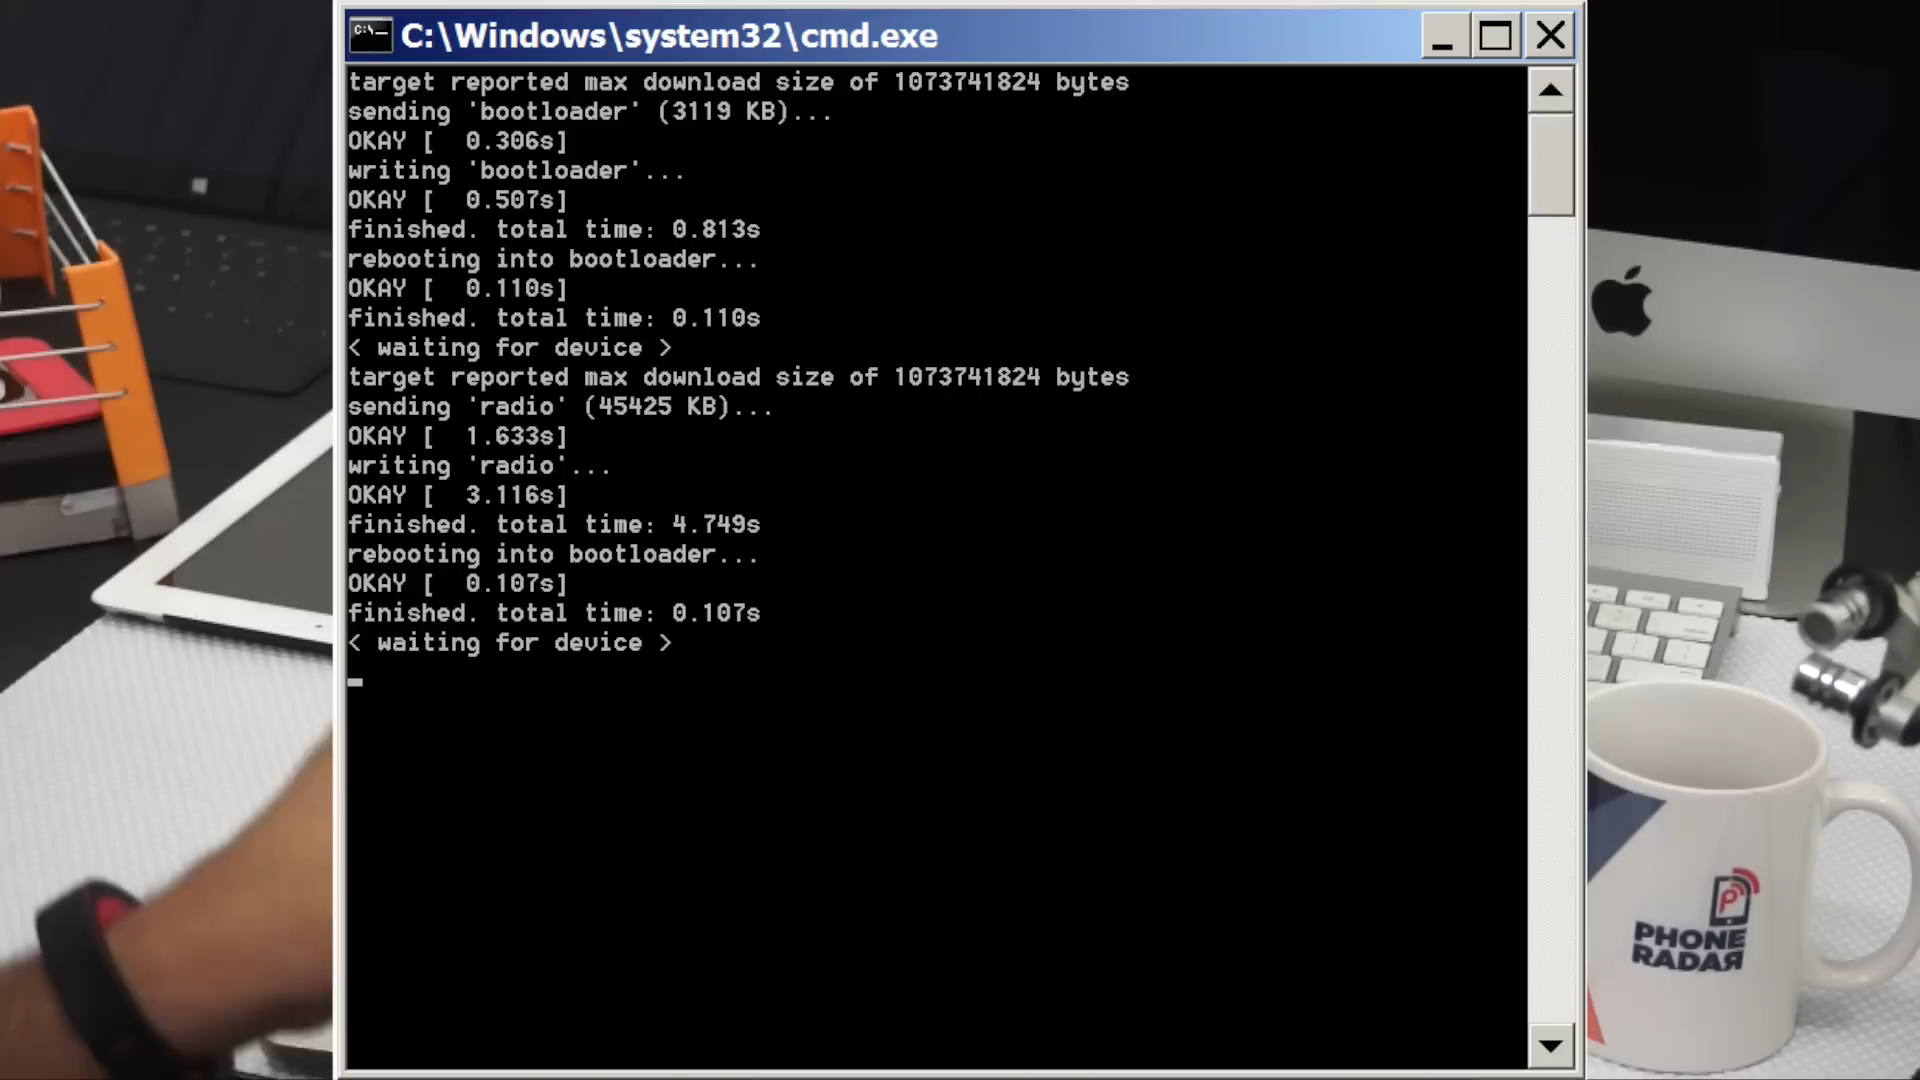 C:\Windows\system32\cmd.exe
target reported max download size of 1073741824 bytes
sending 'bootloader' (3119 KB)...
OKAY [  0.306s]
writing 'bootloader'...
OKAY [  0.507s]
finished. total time: 0.813s
rebooting into bootloader...
OKAY [  0.110s]
finished. total time: 0.110s
< waiting for device >
target reported max download size of 1073741824 bytes
sending 'radio' (45425 KB)...
OKAY [  1.633s]
writing 'radio'...
OKAY [  3.116s]
finished. total time: 4.749s
rebooting into bootloader...
OKAY [  0.107s]
finished. total time: 0.107s
< waiting for device >
PHONE
RADAR